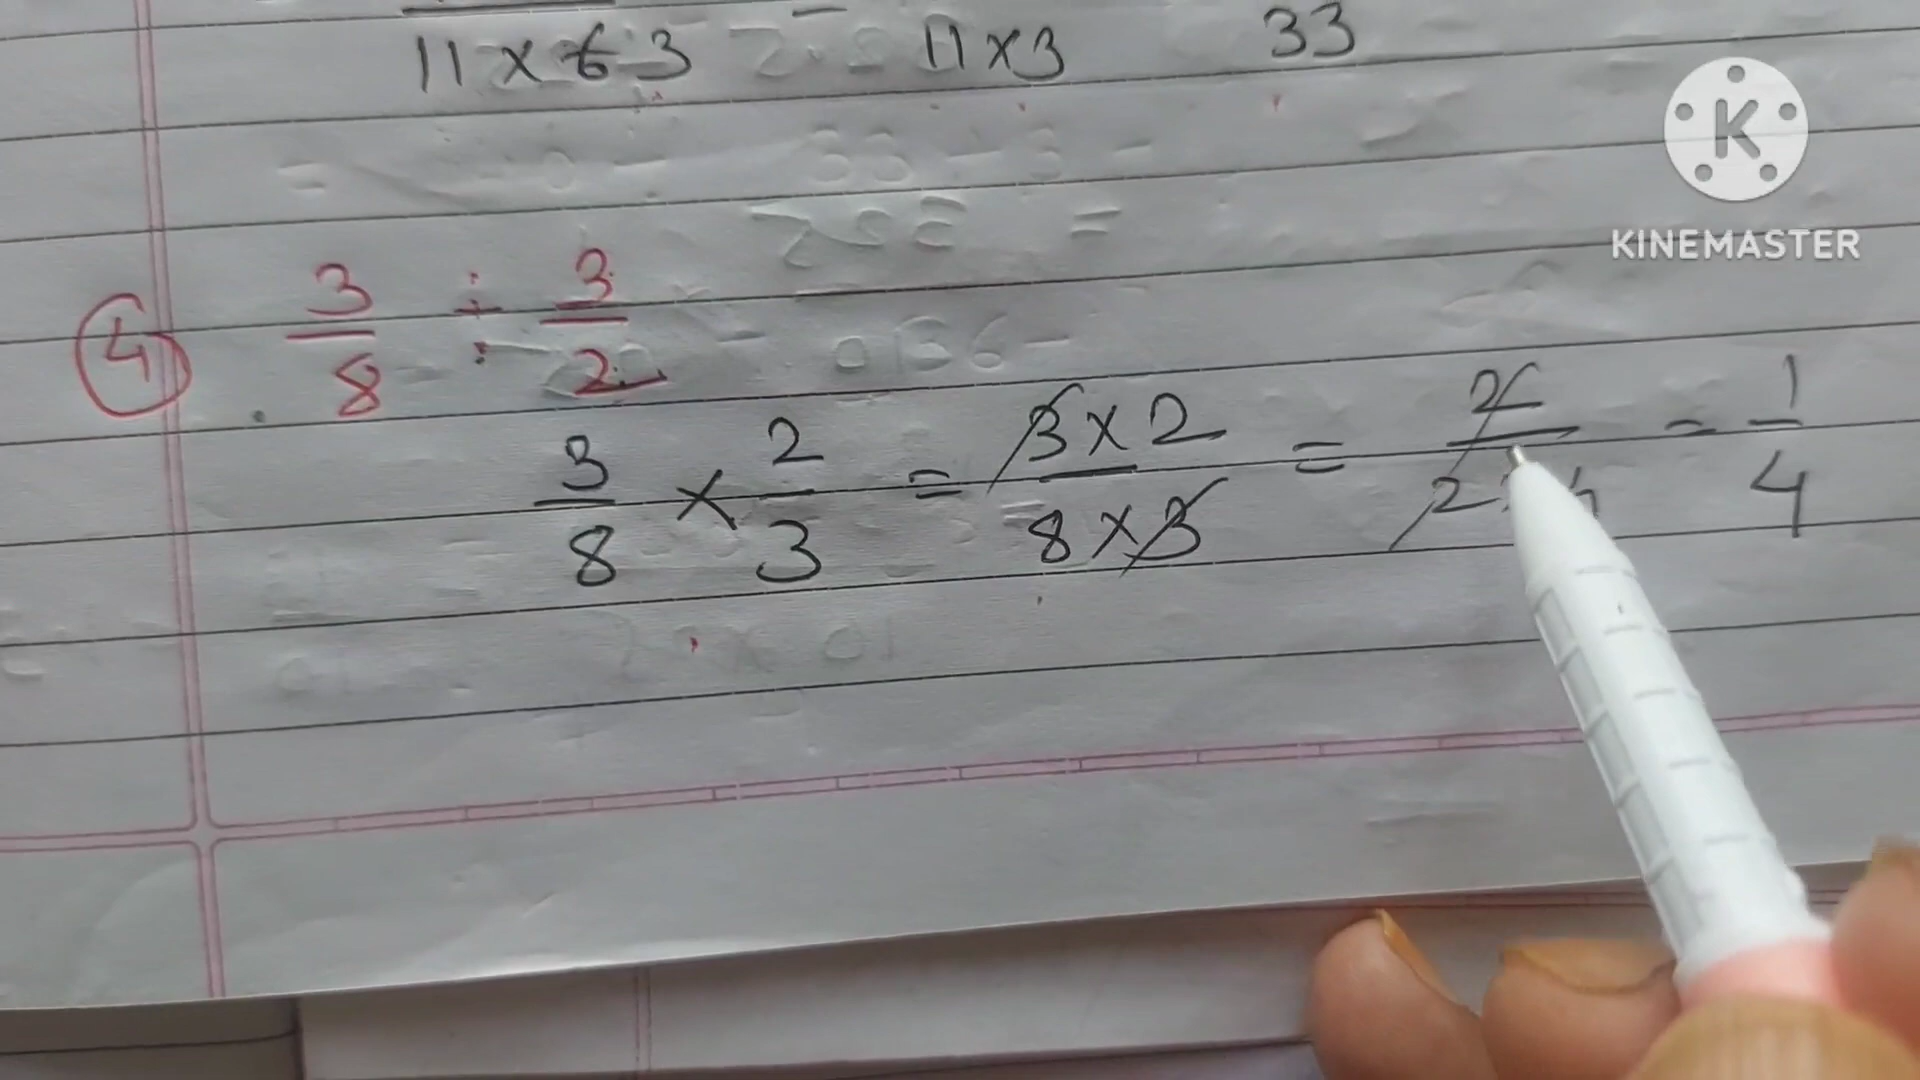 11 × 6 3 11 × 3 33
K
KINEMASTER
④ 3/8 ÷ 3/2
3/8 × 2/3 = 3×2/8×3 = 2/2 = 1/4